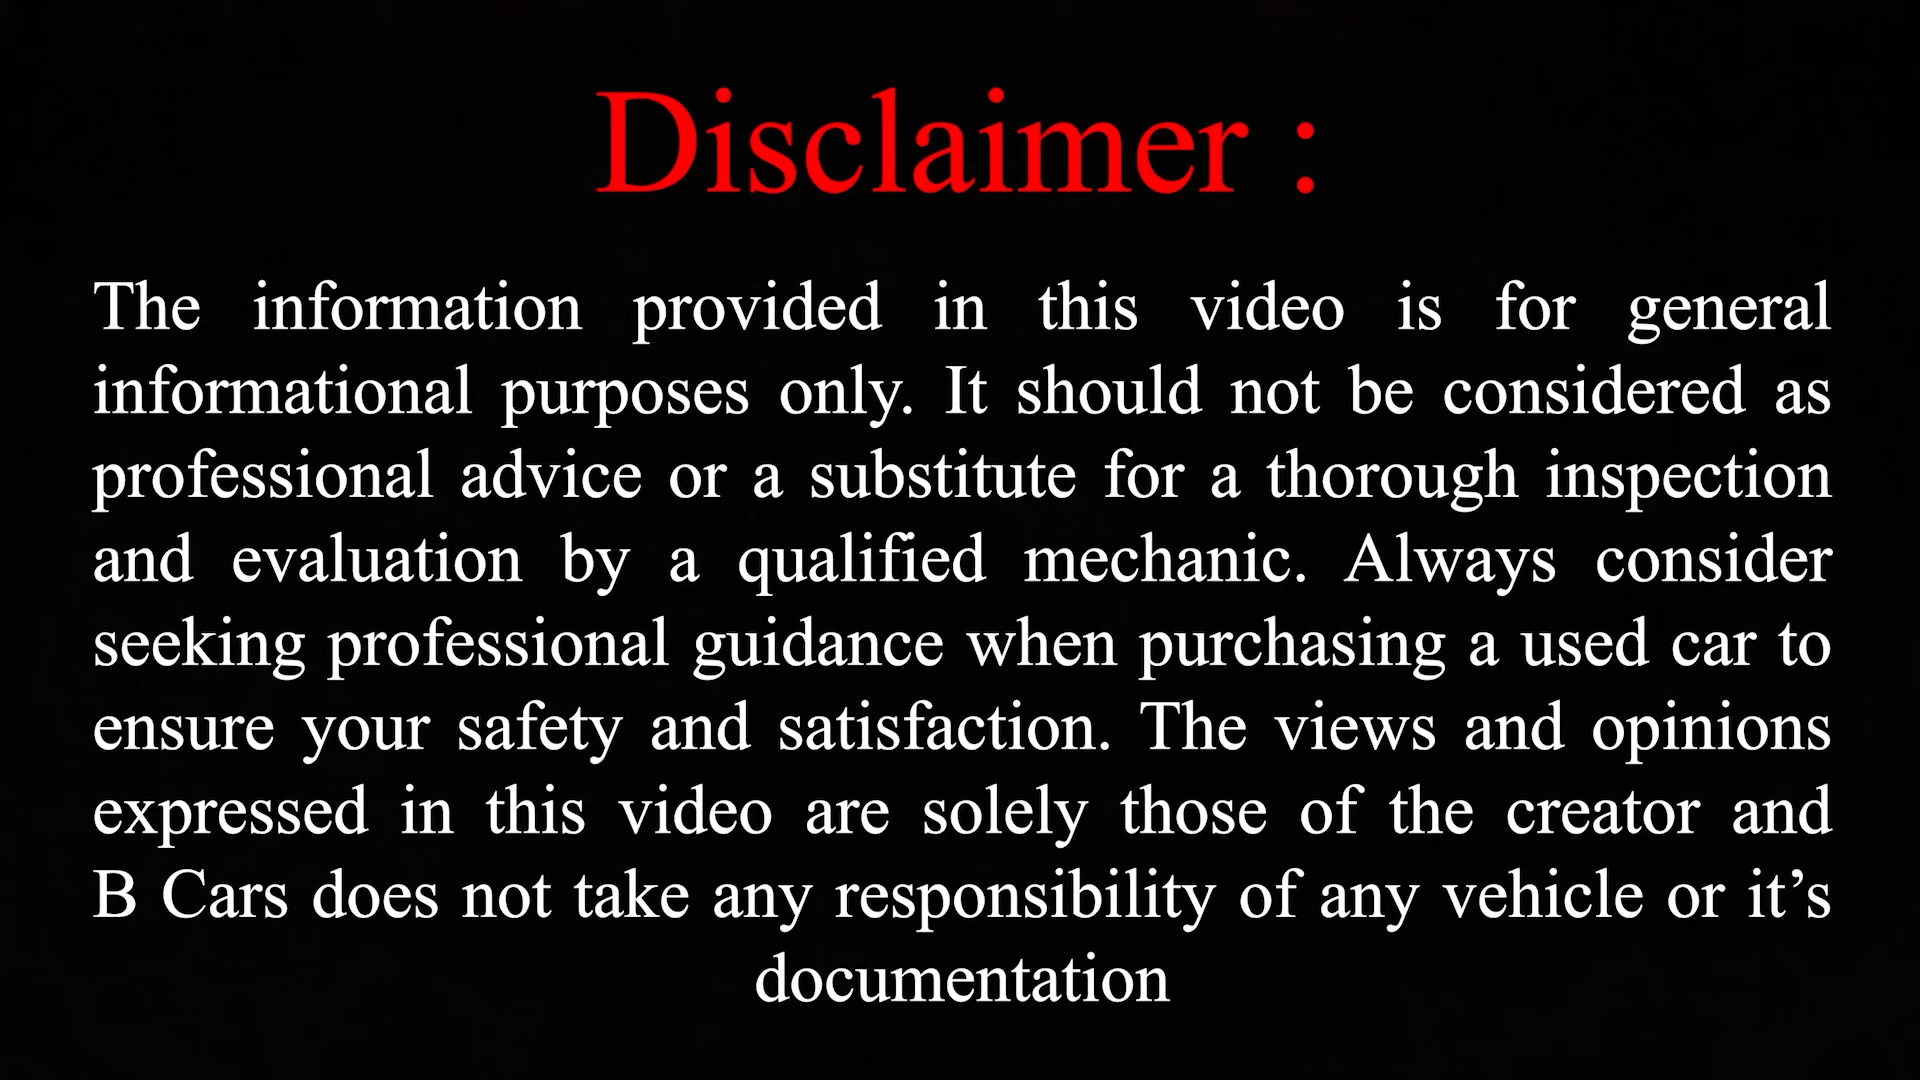 Disclaimer :
The information provided in this video is for general
informational purposes only. It should not be considered as
professional advice or a substitute for a thorough inspection
and evaluation by a qualified mechanic. Always consider
seeking professional guidance when purchasing a used car to
ensure your safety and satisfaction. The views and opinions
expressed in this video are solely those of the creator and
B Cars does not take any responsibility of any vehicle or it’s
documentation